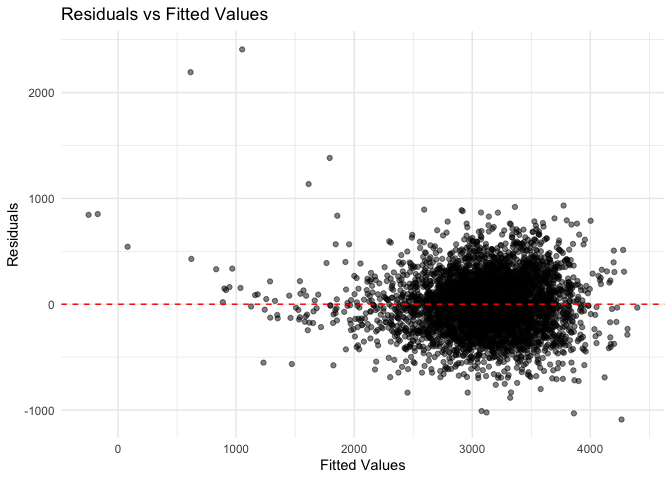 Residuals vs Fitted Values
Residuals
2000
1000
0
-1000
0 1000 2000 3000 4000
Fitted Values